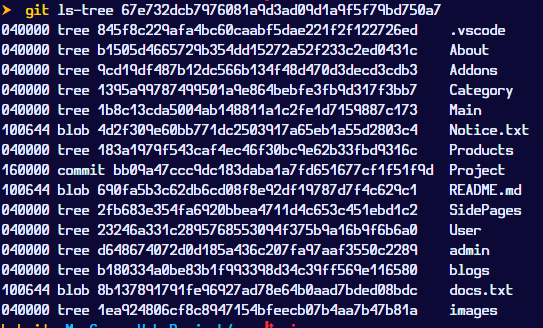 ➤ git ls-tree 67e732dcb7976081a9d3ad09d1a9f5f79bd750a7
040000 tree 845f8c229afa4bc60caabf5dae221f2f122726ed .vscode
040000 tree b1505d4665729b354dd15272a52f233c2ed0431c About
040000 tree 9cd19df487b12dc566b134f48d470d3decd3cdb3 Addons
040000 tree 1395a99787499501a9e864bebfe3fb9d317f3bb7 Category
040000 tree 1b8c13cda5004ab148811a1c2fe1d7159887c173 Main
100644 blob 4d2f309e60bb771dc2503917a65eb1a55d2803c4 Notice.txt
040000 tree 183a1979f543caf4ec46f30bc9e62b33fbd9316c Products
160000 commit bb09a47ccc9dc183daba1a7fd651677cf1f51f9d Project
100644 blob 690fa5b3c62db6cd08f8e92df19787d7f4c629c1 README.md
040000 tree 2fb683e354fa6920bbea4711d4c653c451ebd1c2 SidePages
040000 tree 23246a331c2895768553094f375b9a16b9f6b6a0 User
040000 tree d648674072d0d185a436c207fa97aaf3550c2289 admin
040000 tree b180334a0be83b1f993398d34c39ff569e116580 blogs
100644 blob 8b137891791fe96927ad78e64b0aad7bded08bdc docs.txt
040000 tree 1ea924806cf8c8947154bfeecb07b4aa7b47b81a images